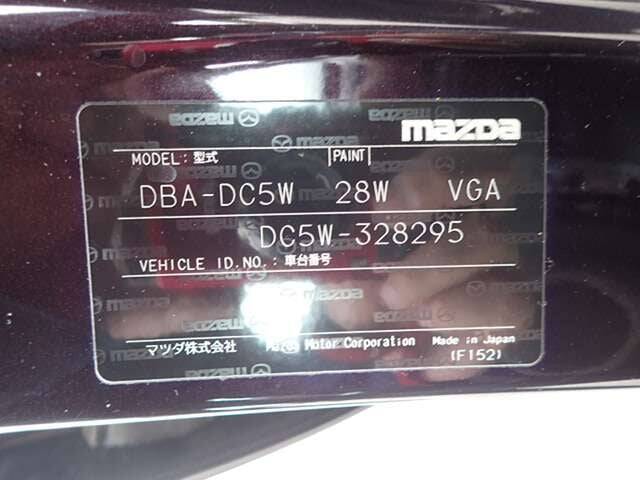 mazda
MODEL: 型式 PAINT
DBA-DC5W 28W VGA
DC5W-328295
VEHICLE ID.NO.: 車台番号
マツダ株式会社 Motor Corporation Made in Japan
(F152)